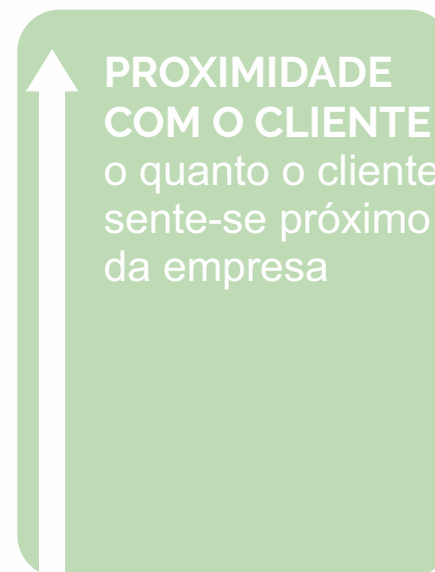 PROXIMIDADE
COM O CLIENTE
o quanto o cliente
sente-se próximo
da empresa